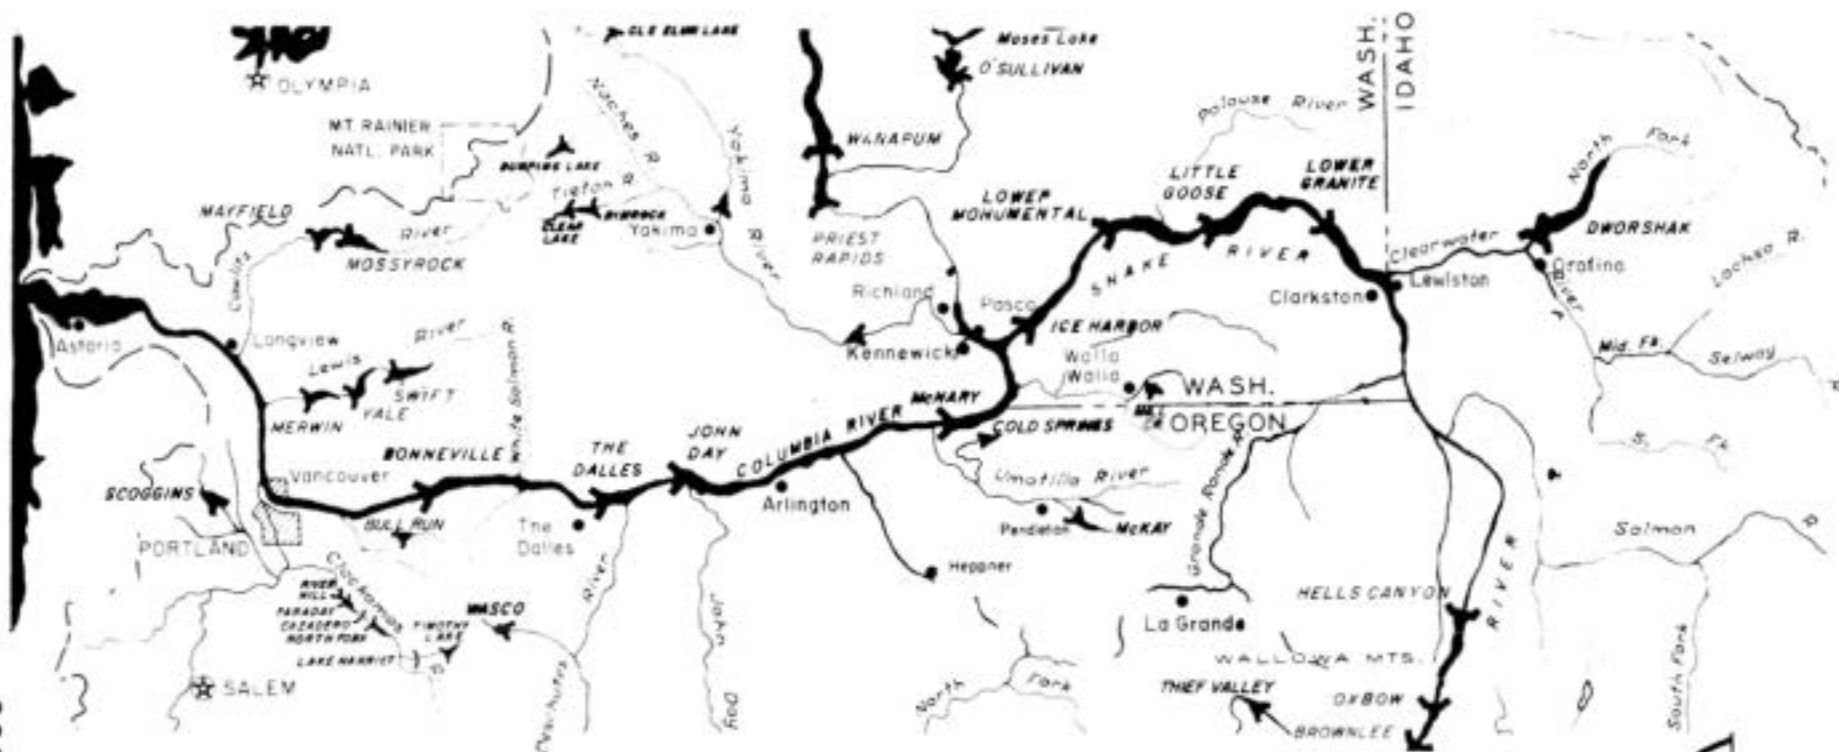 CLE ELUM LAKE
Moses Lake
O'SULLIVAN
WASH.
IDAHO
OLYMPIA
MT RAINIER
NATL. PARK
Naches R.
Yakima River
WANAPUM
Palouse River
North Fork
BUMPING LAKE
Tieton R.
LITTLE
GOOSE
LOWER
GRANITE
LOWER
MONUMENTAL
MAYFIELD
River
Cowlitz
MOSSYROCK
CLEAR
LAKE
RIMROCK
Yakima
PRIEST
RAPIDS
SNAKE RIVER
Clearwater
River
DWORSHAK
Orofino
Lochsa R.
Lewiston
Clarkston
Richland
Pasco
Kennewick
ICE HARBOR
Walla
Walla
Astoria
Longview
Lewis River
SWIFT
YALE
MERWIN
White Salmon R.
Mid. Fk.
Selway R
WASH.
OREGON
McNARY
COLD SPRINGS
COLUMBIA RIVER
JOHN
DAY
THE
DALLES
BONNEVILLE
Vancouver
SCOGGINS
PORTLAND
BULL RUN
The
Dalles
Arlington
Umatilla River
Pendleton
McKAY
Grande Ronde R.
S. Fk
Salmon R
Heppner
RIVER
MILL
FARADAY
CAZADERO
NORTH FORK
LAKE HARRIET
Clackamas
R
TIMOTHY
LAKE
WASCO
Deschutes River
John Day
La Grande
HELLS CANYON
RIVER
WALLOWA MTS.
SALEM
North Fork
THIEF VALLEY
OXBOW
BROWNLEE
South Fork